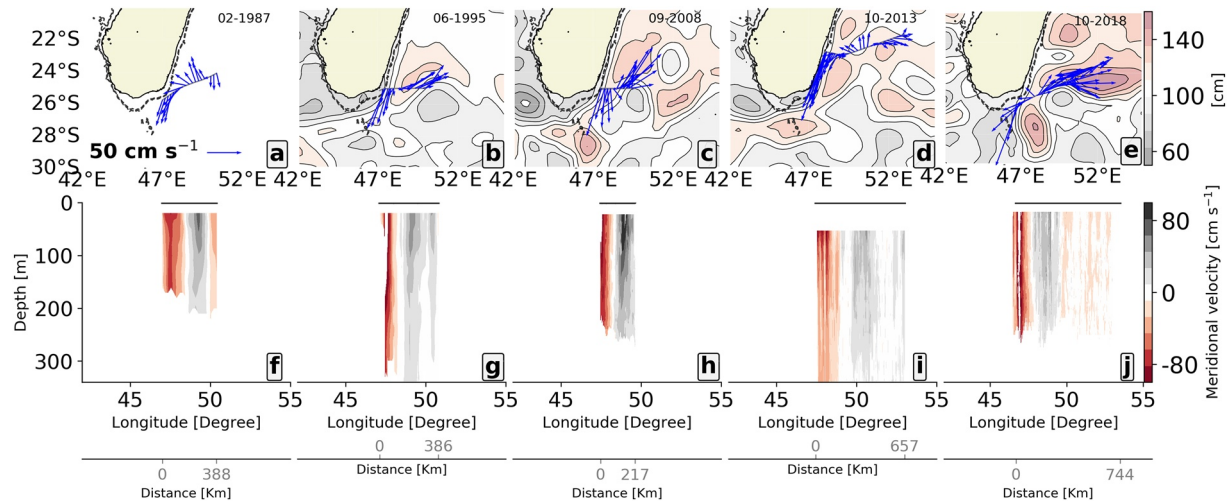 02-1987 06-1995 09-2008 10-2013 10-2018
22°S
24°S
26°S
28°S
30°S
50 cm s⁻¹
a b c d e
140
100
60
[cm]
42°E 47°E 52°E 42°E 47°E 52°E 42°E 47°E 52°E 42°E 47°E 52°E 42°E 47°E 52°E
0
100
200
300
Depth [m]
f g h i j
80
0
-80
Meridional velocity [cm s⁻¹]
45 50 55 45 50 55 45 50 55 45 50 55 45 50 55
Longitude [Degree] Longitude [Degree] Longitude [Degree] Longitude [Degree] Longitude [Degree]
0 386 0 657
Distance [Km] Distance [Km]
0 388 0 217 0 744
Distance [Km] Distance [Km] Distance [Km]